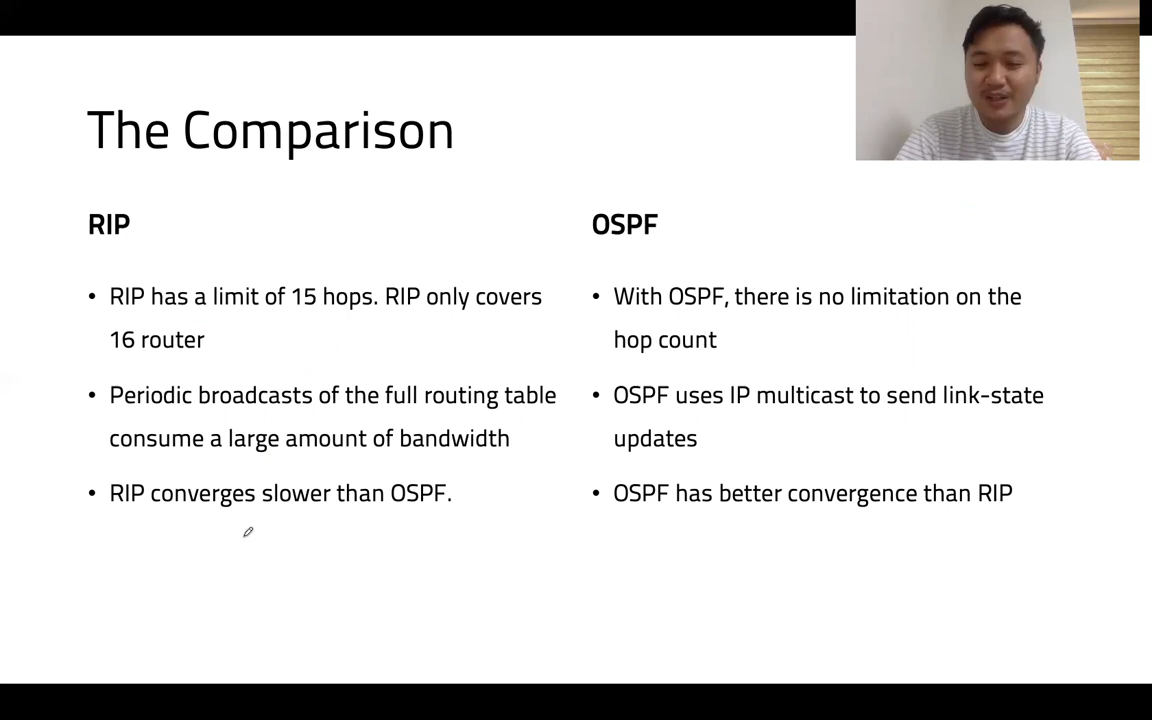 The Comparison
RIP
• RIP has a limit of 15 hops. RIP only covers
16 router
• Periodic broadcasts of the full routing table
consume a large amount of bandwidth
• RIP converges slower than OSPF.
OSPF
• With OSPF, there is no limitation on the
hop count
• OSPF uses IP multicast to send link-state
updates
• OSPF has better convergence than RIP